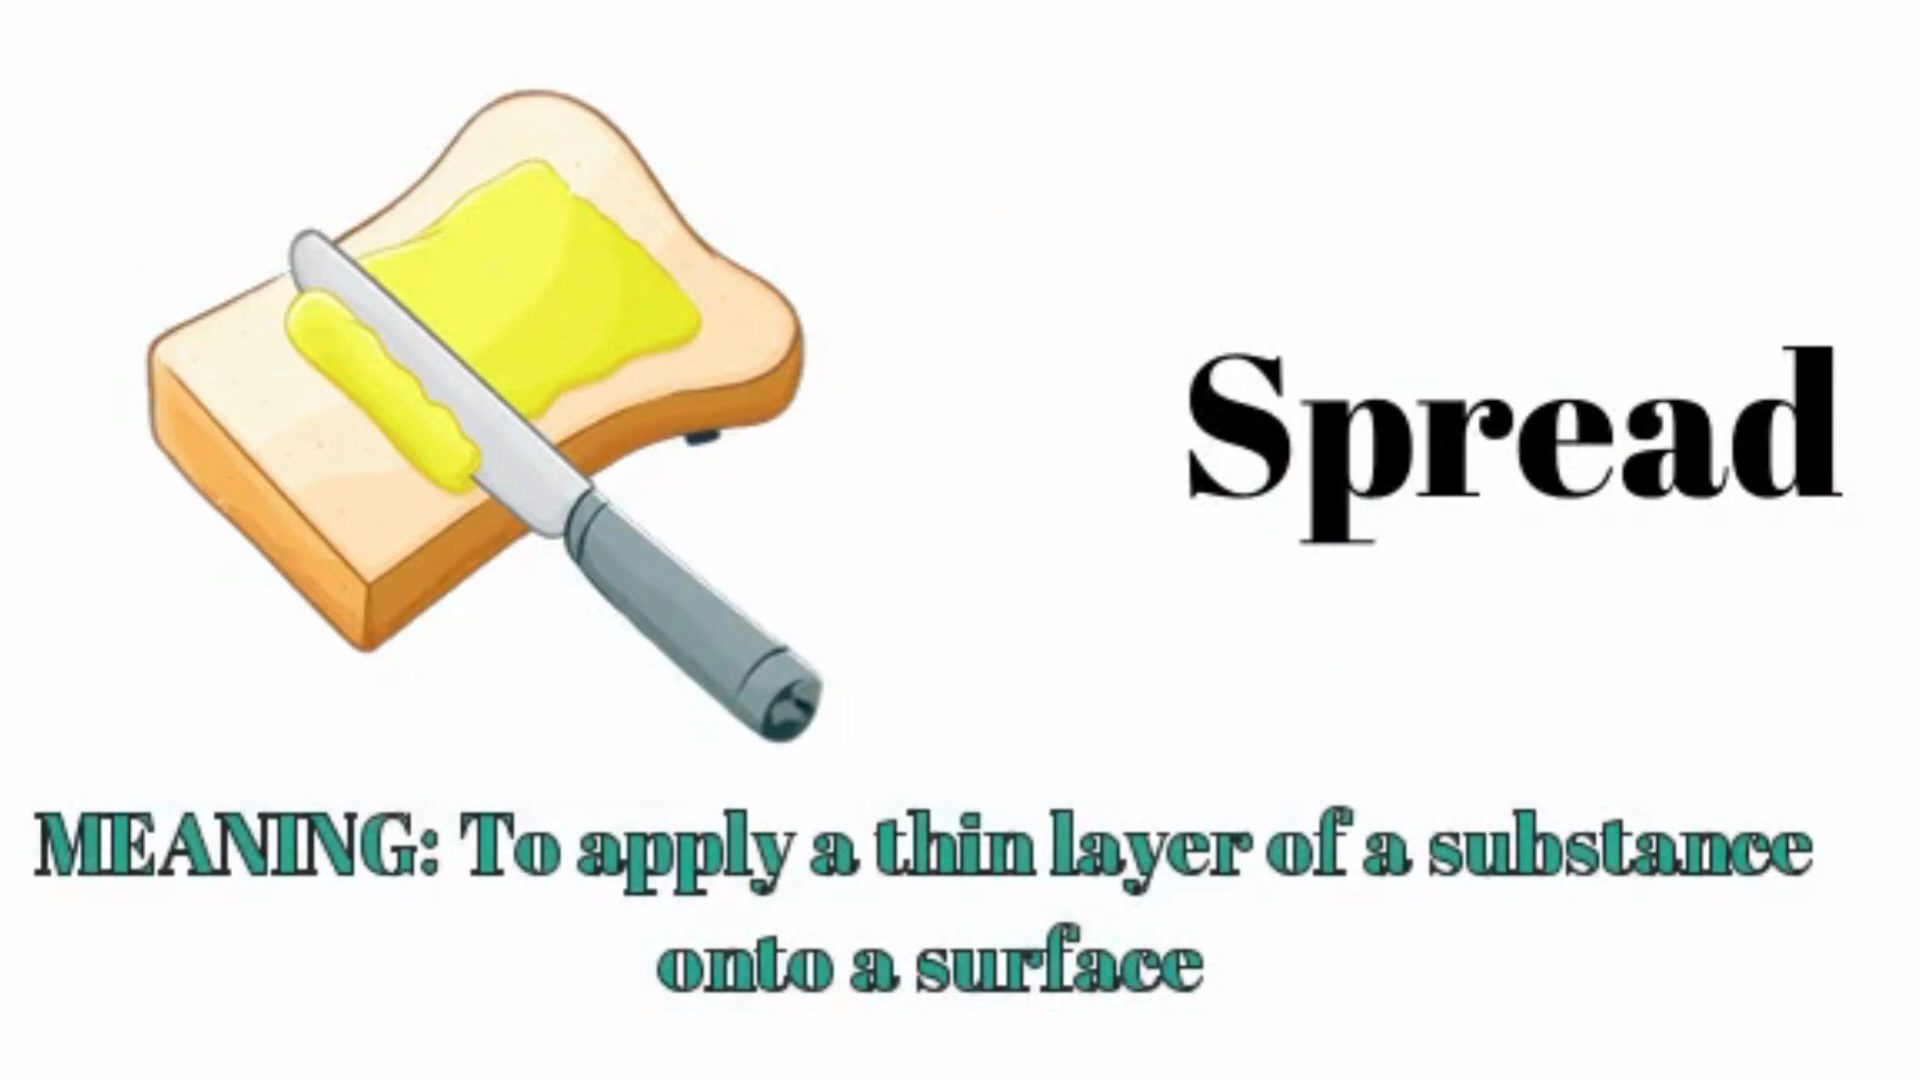 Spread
MEANING: To apply a thin layer of a substance
onto a surface